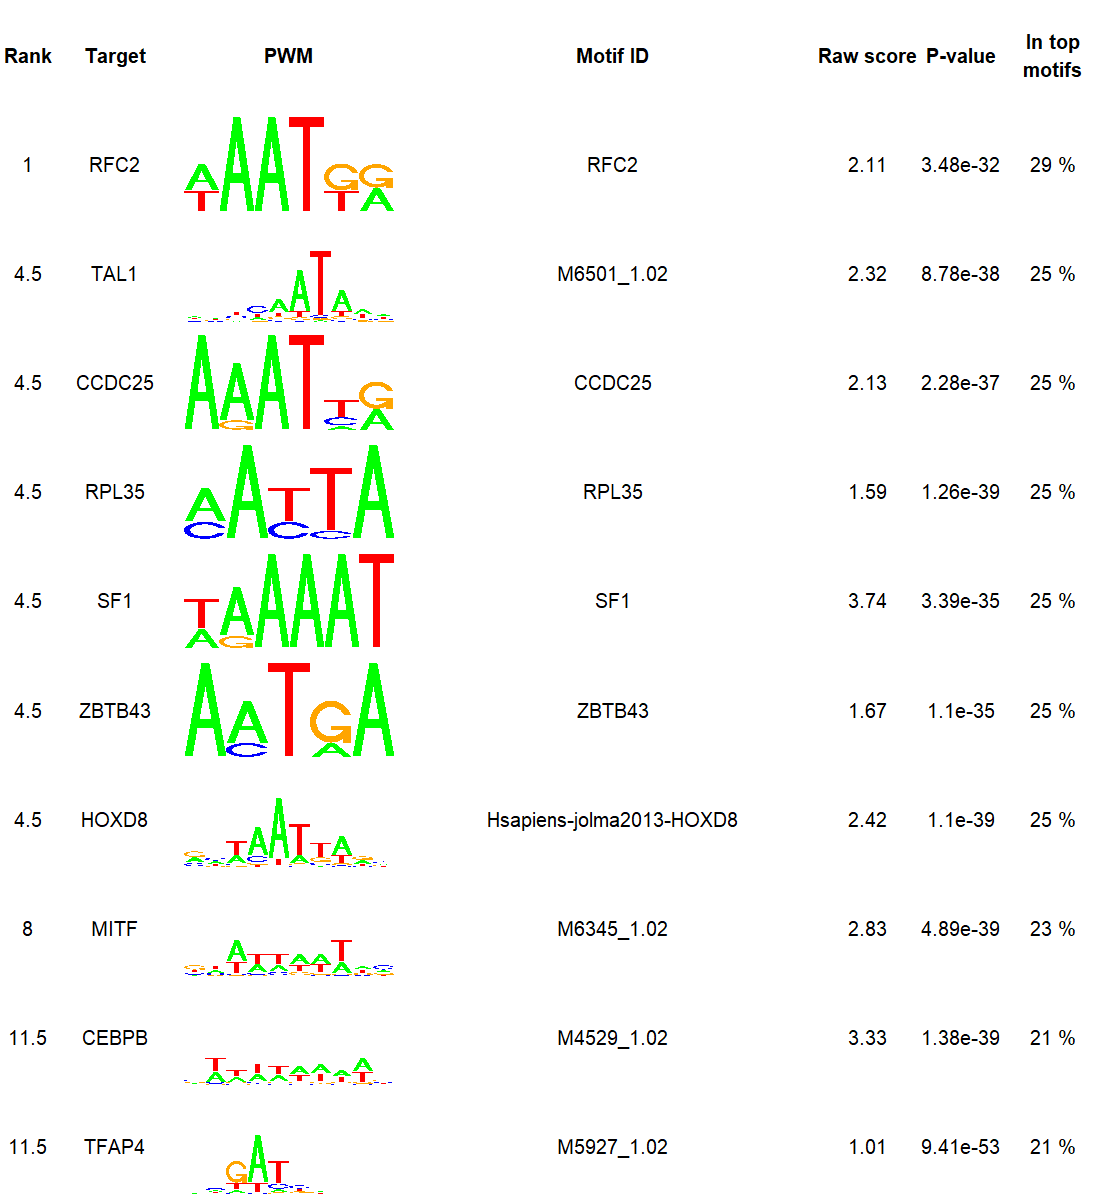 Rank Target PWM Motif ID Raw score P-value In top motifs
1 RFC2 RFC2 2.11 3.48e-32 29 %
4.5 TAL1 M6501_1.02 2.32 8.78e-38 25 %
4.5 CCDC25 CCDC25 2.13 2.28e-37 25 %
4.5 RPL35 RPL35 1.59 1.26e-39 25 %
4.5 SF1 SF1 3.74 3.39e-35 25 %
4.5 ZBTB43 ZBTB43 1.67 1.1e-35 25 %
4.5 HOXD8 Hsapiens-jolma2013-HOXD8 2.42 1.1e-39 25 %
8 MITF M6345_1.02 2.83 4.89e-39 23 %
11.5 CEBPB M4529_1.02 3.33 1.38e-39 21 %
11.5 TFAP4 M5927_1.02 1.01 9.41e-53 21 %